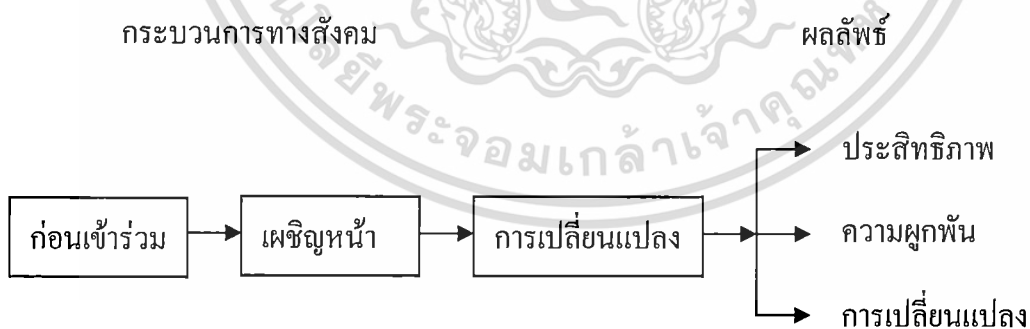 กระบวนการทางสังคม ผลลัพธ์
ประสิทธิภาพ
ก่อนเข้าร่วม เผชิญหน้า การเปลี่ยนแปลง ความผูกพัน
การเปลี่ยนแปลง